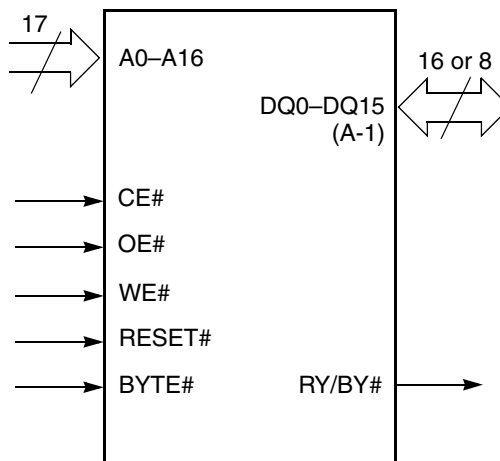 17
A0–A16
16 or 8
DQ0–DQ15
(A-1)
CE#
OE#
WE#
RESET#
BYTE#
RY/BY#